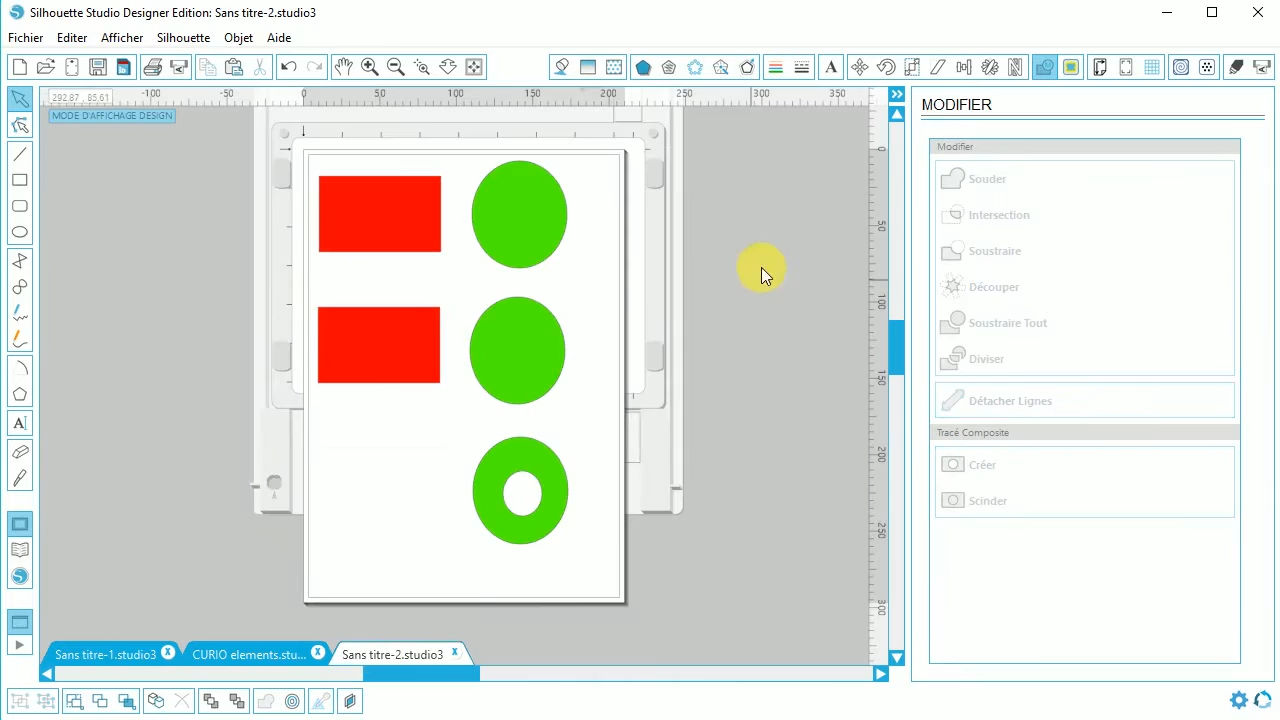 Silhouette Studio Designer Edition: Sans titre-2.studio3
Fichier Editer Afficher Silhouette Objet Aide
292.87 , 85.61
-100 -50 0 50 100 150 200 250 300 350
MODE D'AFFICHAGE DESIGN
0
50
100
150
200
250
300
MODIFIER
Modifier
Souder
Intersection
Soustraire
Découper
Soustraire Tout
Diviser
Détacher Lignes
Tracé Composite
Créer
Scinder
Sans titre-1.studio3 CURIO elements.stu... Sans titre-2.studio3